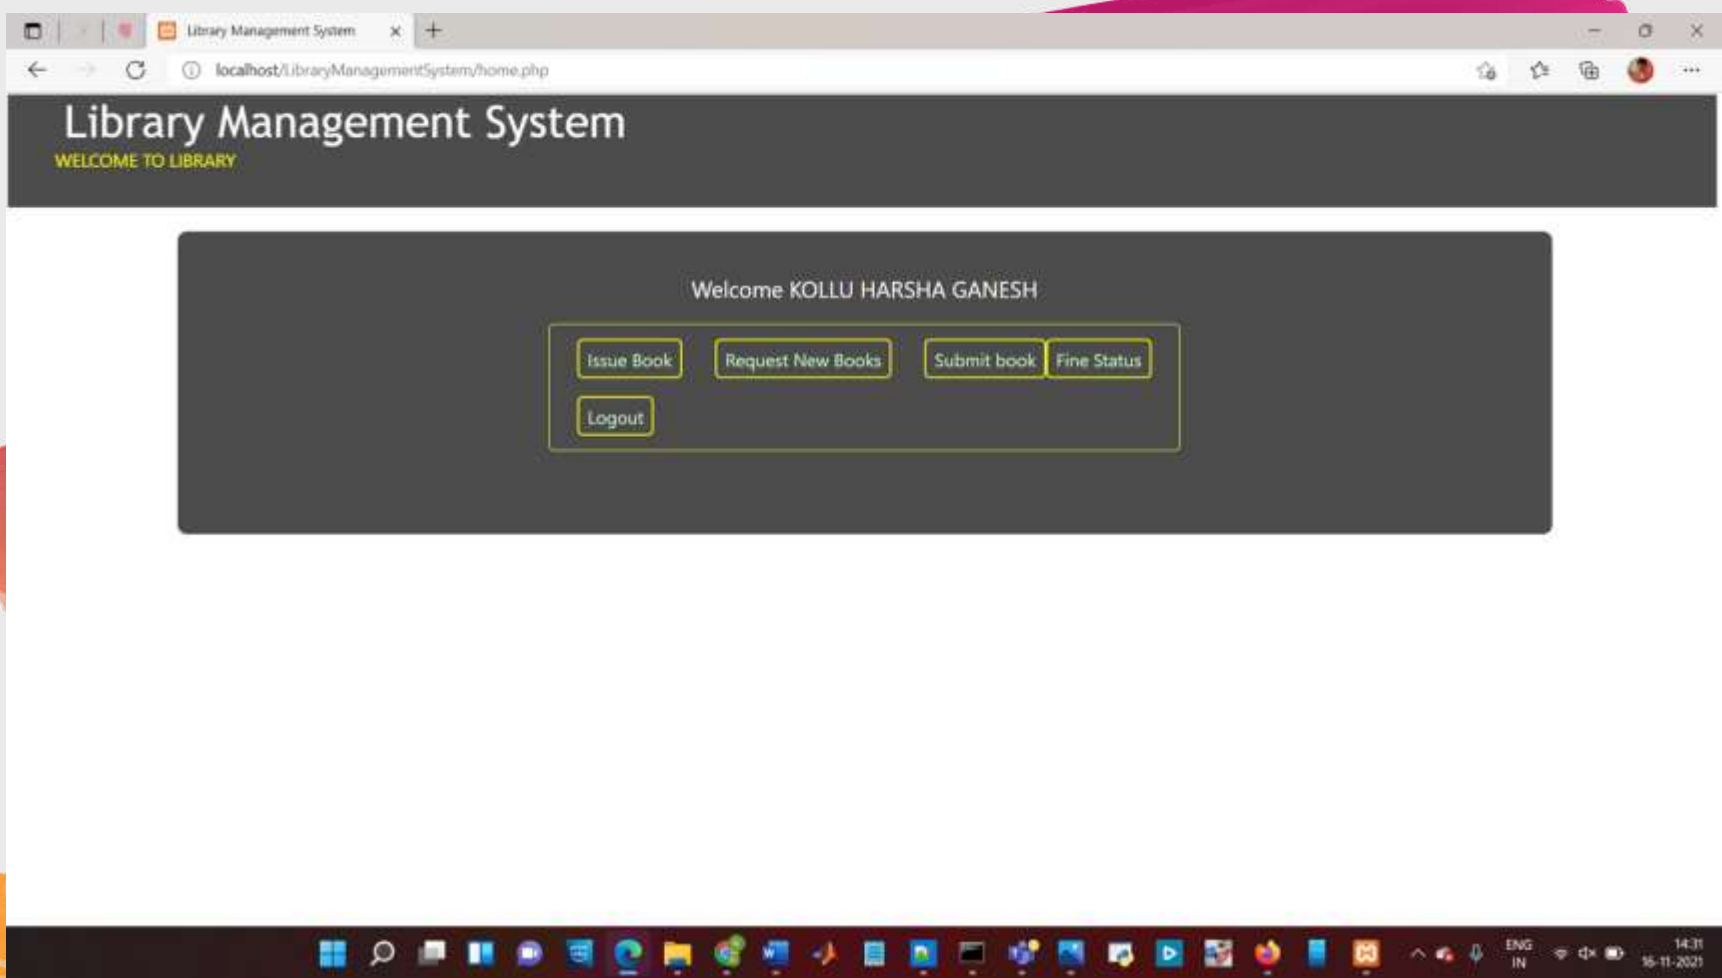 Library Management System
localhost/LibraryManagementSystem/home.php
Library Management System
WELCOME TO LIBRARY
Welcome KOLLU HARSHA GANESH
Issue Book Request New Books Submit book Fine Status
Logout
ENG 14:31
IN 16-11-2021